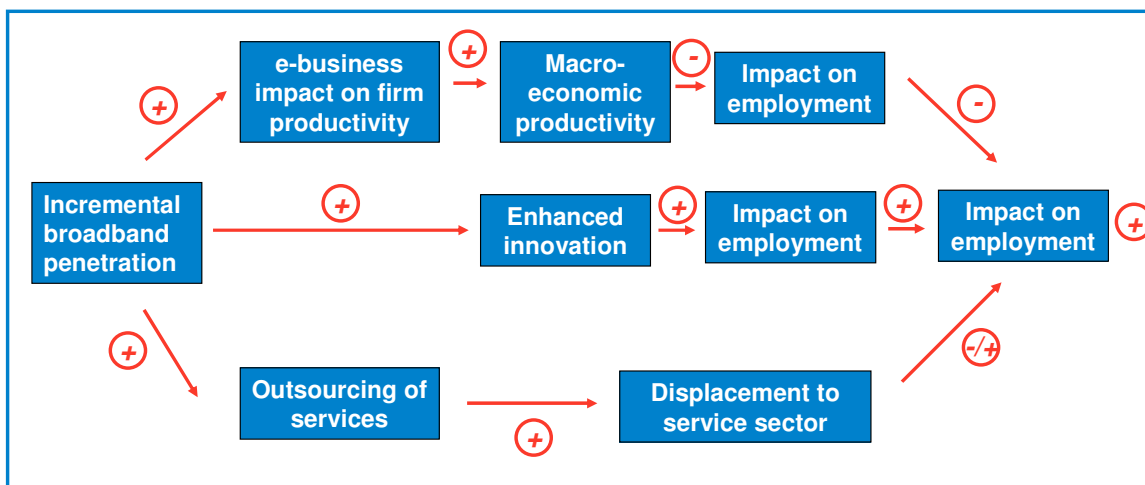 e-business
impact on firm
productivity
+
+
Macro-
economic
productivity
-
Impact on
employment
-
Incremental
broadband
penetration
+
Enhanced
innovation
+
Impact on
employment
+
Impact on
employment
+
+
Outsourcing of
services
+
Displacement to
service sector
-/+